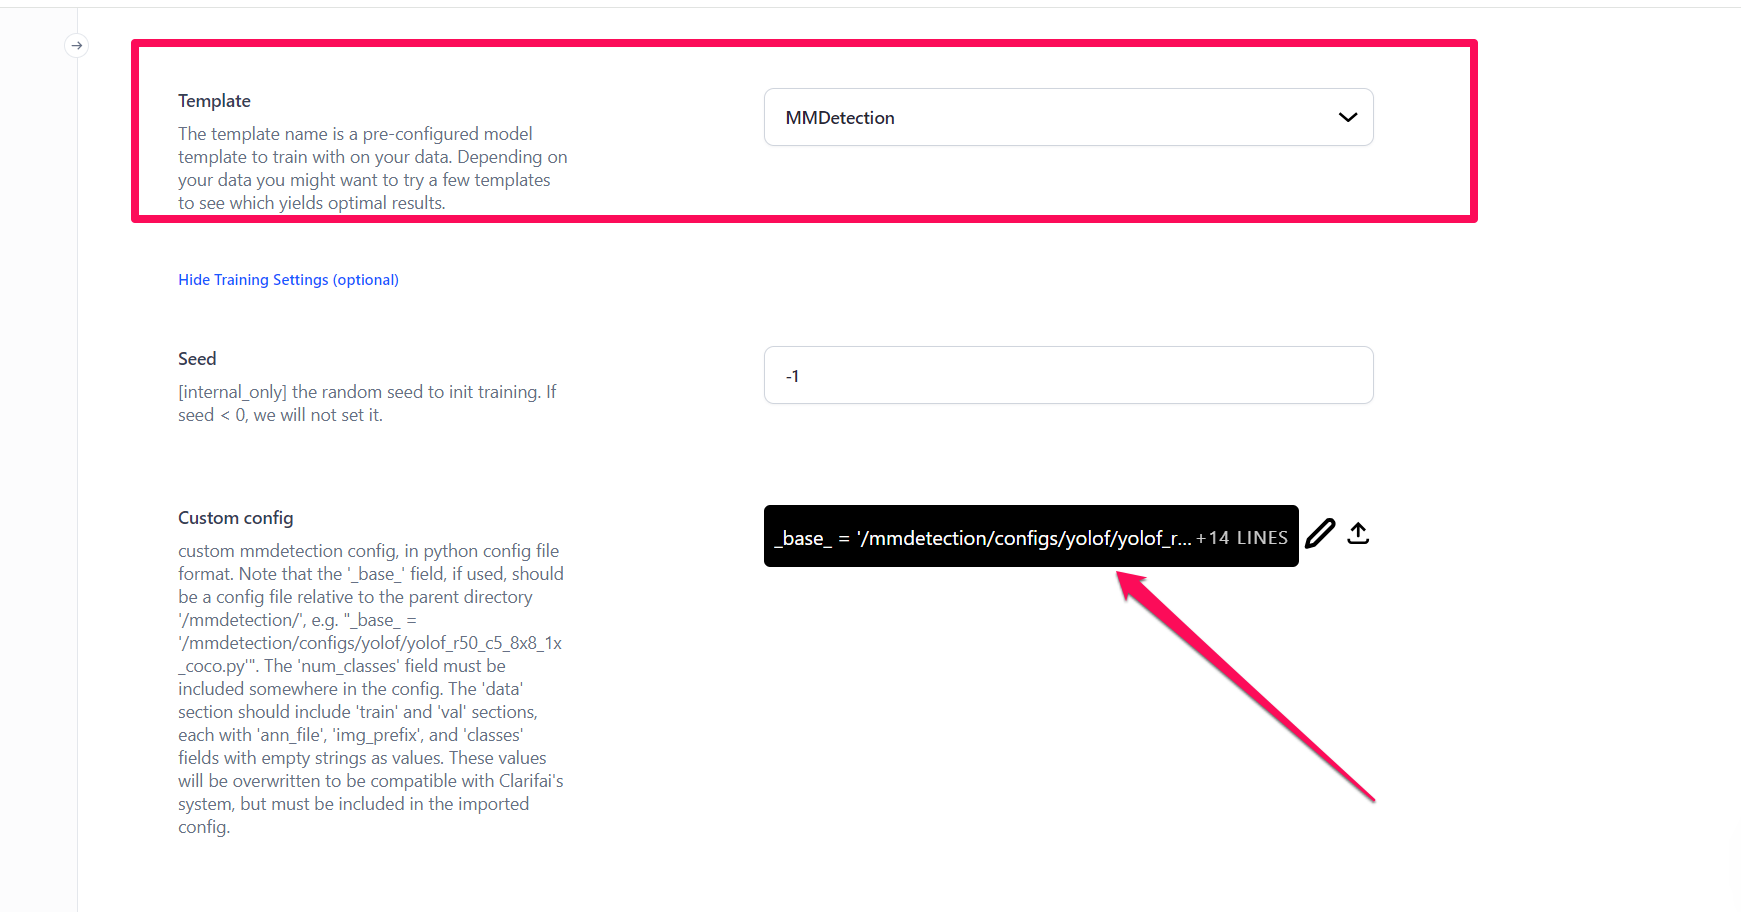 Template
MMDetection
The template name is a pre-configured model
template to train with on your data. Depending on
your data you might want to try a few templates
to see which yields optimal results.
Hide Training Settings (optional)
Seed
-1
[internal_only] the random seed to init training. If
seed < 0, we will not set it.
Custom config
_base_ = '/mmdetection/configs/yolof/yolof_r... +14 LINES
custom mmdetection config, in python config file
format. Note that the '_base_' field, if used, should
be a config file relative to the parent directory
'/mmdetection/', e.g. "_base_ =
'/mmdetection/configs/yolof/yolof_r50_c5_8x8_1x
_coco.py'". The 'num_classes' field must be
included somewhere in the config. The 'data'
section should include 'train' and 'val' sections,
each with 'ann_file', 'img_prefix', and 'classes'
fields with empty strings as values. These values
will be overwritten to be compatible with Clarifai's
system, but must be included in the imported
config.